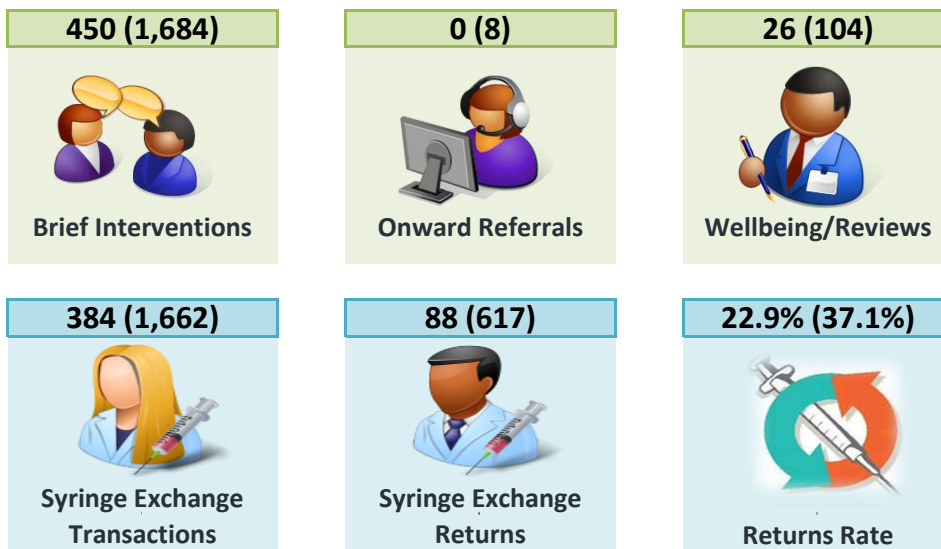 450 (1,684)
0 (8)
26 (104)
Brief Interventions
Onward Referrals
Wellbeing/Reviews
384 (1,662)
88 (617)
22.9% (37.1%)
Syringe Exchange
Transactions
Syringe Exchange
Returns
Returns Rate